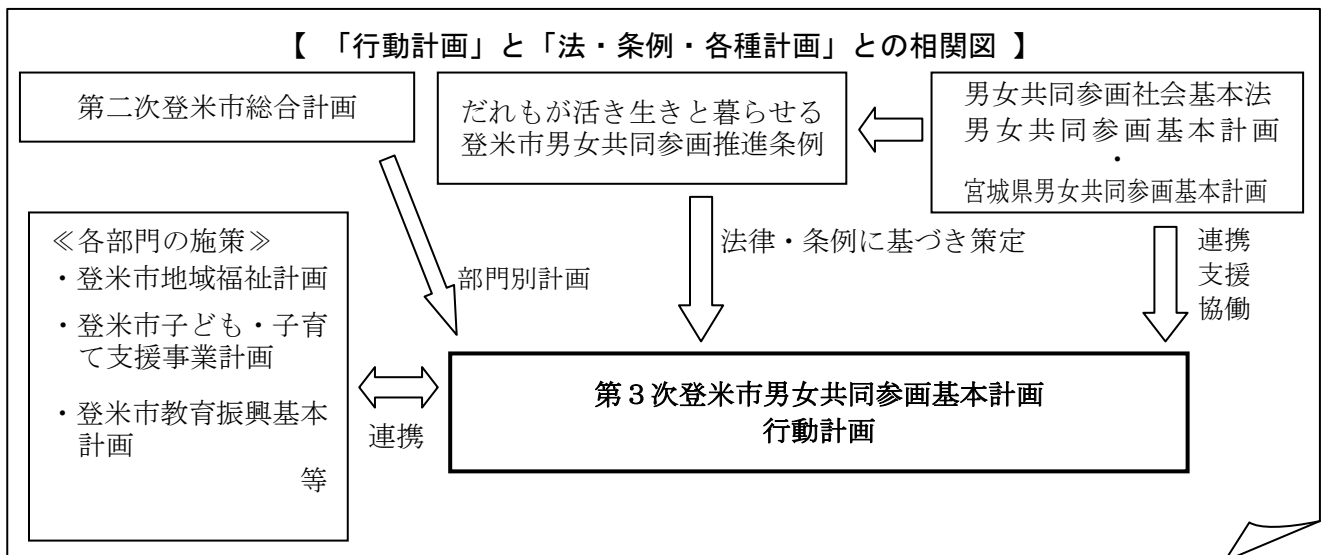 【 「行動計画」と「法・条例・各種計画」との相関図 】
第二次登米市総合計画
だれもが活き生きと暮らせる
登米市男女共同参画推進条例
男女共同参画社会基本法
男女共同参画基本計画
・
宮城県男女共同参画基本計画
≪各部門の施策≫
・登米市地域福祉計画
・登米市子ども・子育
て支援事業計画
・登米市教育振興基本
計画
等
部門別計画
法律・条例に基づき策定
連携
支援
協働
連携
第3次登米市男女共同参画基本計画
行動計画